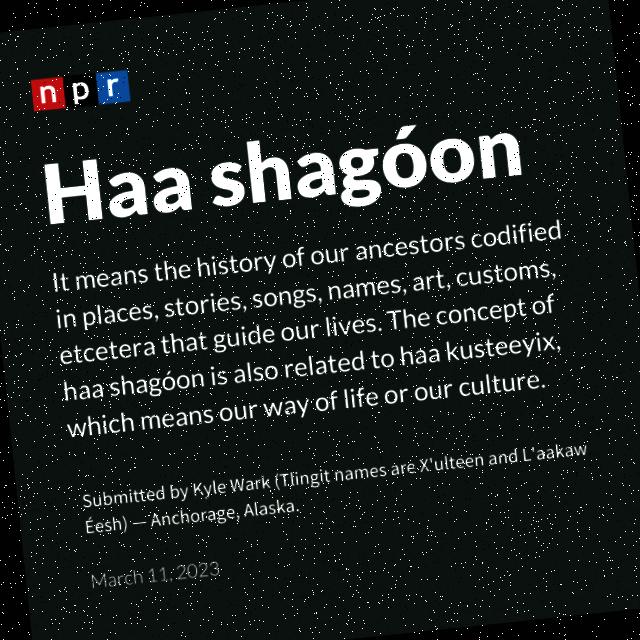 npr
Haa shagóon
It means the history of our ancestors codified
in places, stories, songs, names, art, customs,
etcetera that guide our lives. The concept of
haa shagóon is also related to haa kusteeyix,
which means our way of life or our culture.
Submitted by Kyle Wark (Tlingit names are X'ulteen and L'aakaw
Éesh) — Anchorage, Alaska.
March 11, 2023